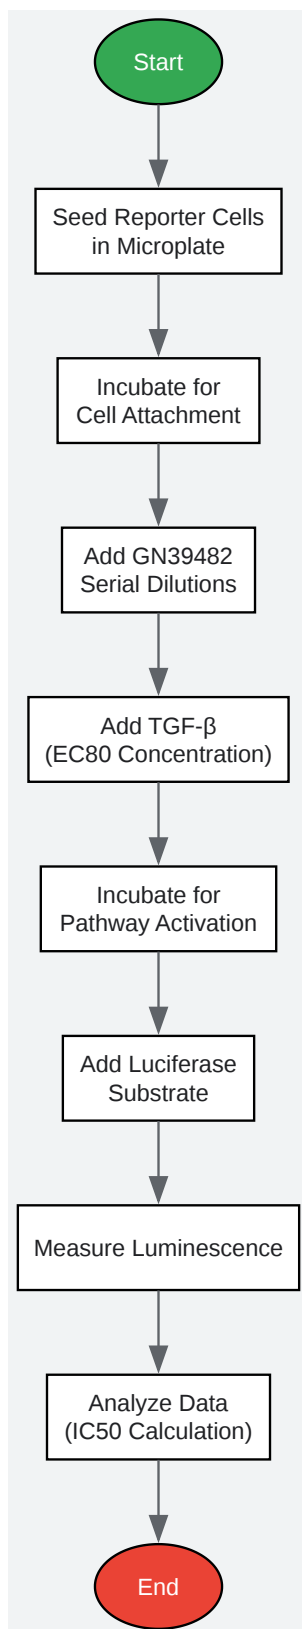 Start
Seed Reporter Cells
in Microplate
Incubate for
Cell Attachment
Add GN39482
Serial Dilutions
Add TGF-β
(EC80 Concentration)
Incubate for
Pathway Activation
Add Luciferase
Substrate
Measure Luminescence
Analyze Data
(IC50 Calculation)
End